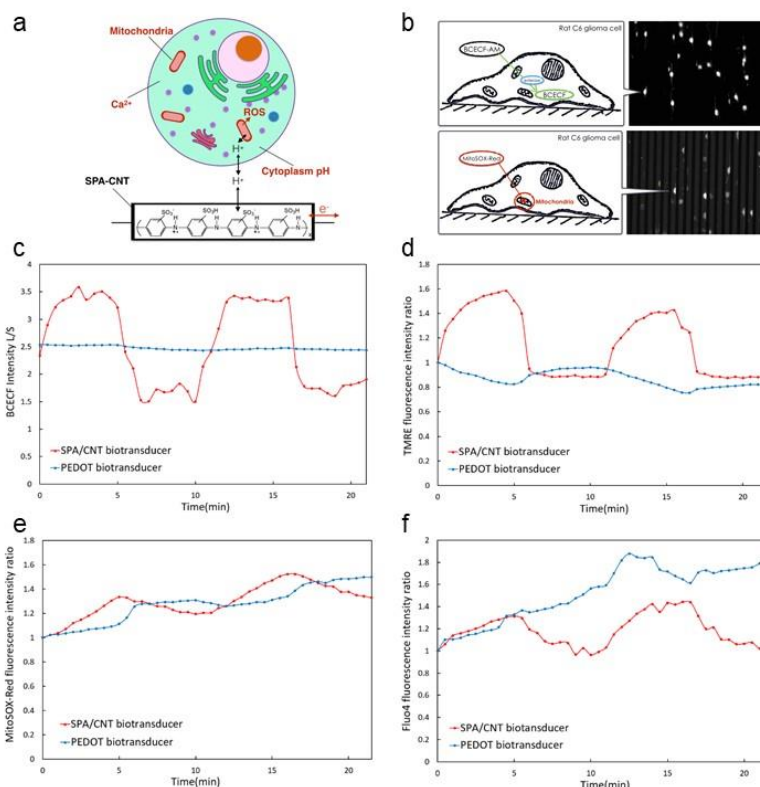 a
Mitochondria
Ca²⁺
ROS
H⁺
Cytoplasm pH
H⁺
SPA-CNT
e⁻
SO₃⁻ H SO₃H SO₃⁻ H SO₃H
N N N N
b
Rat C6 glioma cell
BCECF-AM
BCECF
Rat C6 glioma cell
MitoSOX-Red
Mitochondria
c
BCECF Intensity L/S
4
3.5
3
2.5
2
1.5
1
0.5
0
SPA/CNT biotransducer
PEDOT biotransducer
0 5 10 15 20
Time(min)
d
TMRE fluorescence intensity ratio
1.8
1.6
1.4
1.2
1
0.8
0.6
0.4
0.2
0
SPA/CNT biotransducer
PEDOT biotransducer
0 5 10 15 20
Time(min)
e
MitoSOX-Red fluorescence intensity ratio
1.8
1.6
1.4
1.2
1
0.8
0.6
0.4
0.2
0
SPA/CNT biotransducer
PEDOT biotransducer
0 5 10 15 20
Time(min)
f
Fluo4 fluorescence intensity ratio
2
1.8
1.6
1.4
1.2
1
0.8
0.6
0.4
0.2
0
SPA/CNT biotansducer
PEDOT biotransducer
0 5 10 15 20
Time(min)